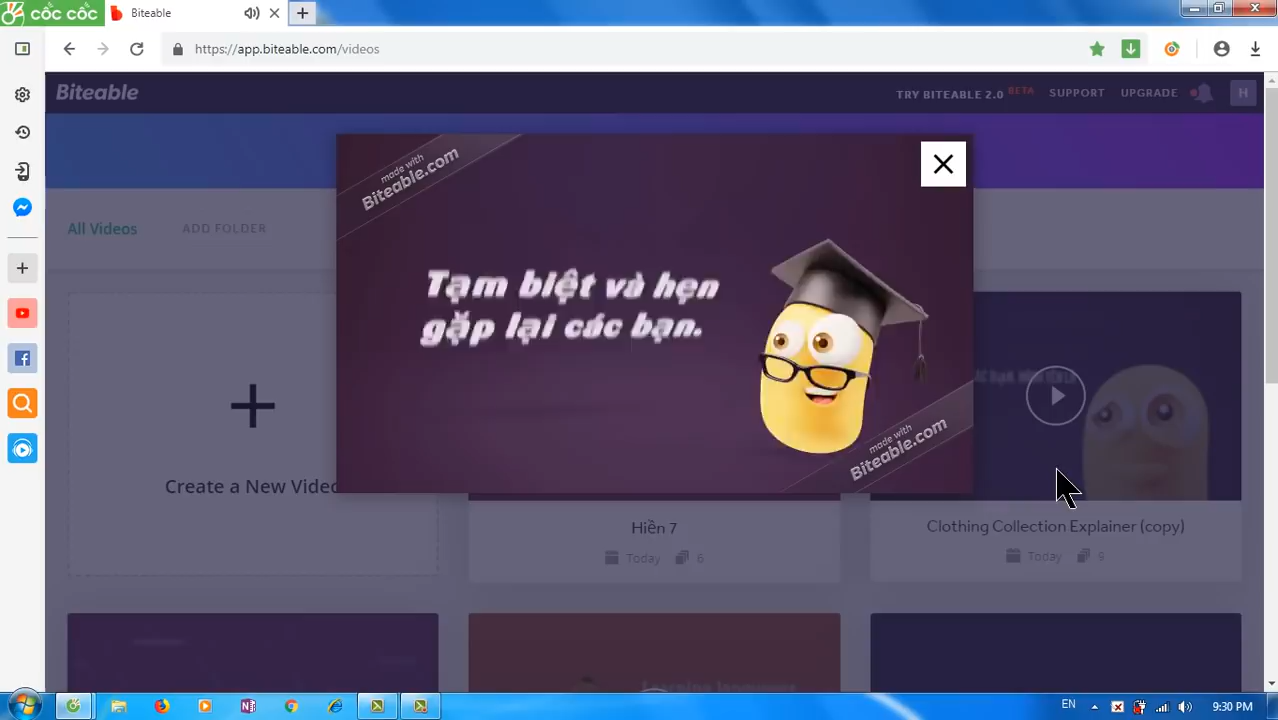 cốc cốc
Biteable
https://app.biteable.com/videos
Biteable
TRY BITEABLE 2.0 BETA
SUPPORT
UPGRADE
H
made with
Biteable.com
All Videos
ADD FOLDER
Tạm biệt và hẹn
gặp lại các bạn.
made with
Biteable.com
Create a New Video
Hiền 7
Today
6
Clothing Collection Explainer (copy)
Today
9
Learning languages
EN
9:30 PM